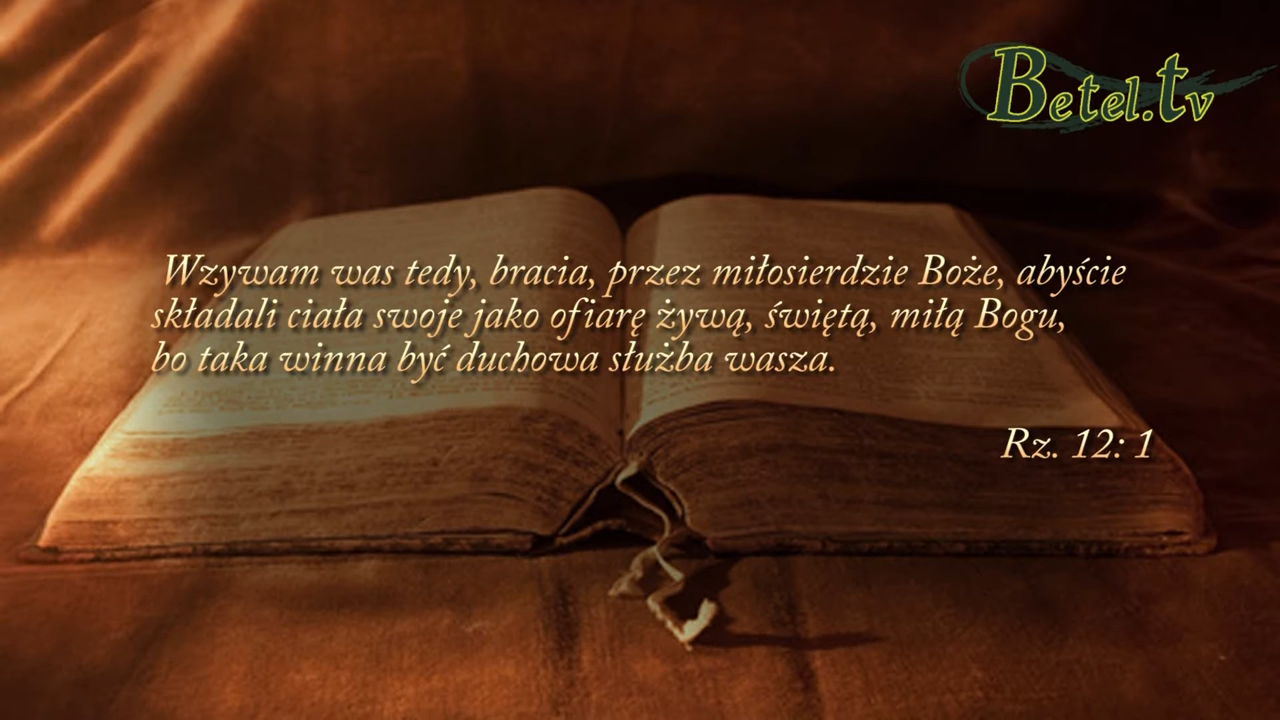 Betel.tv
Wzywam was tedy, bracia, przez miłosierdzie Boże, abyście
składali ciała swoje jako ofiarę żywą, świętą, miłą Bogu,
bo taka winna być duchowa służba wasza.
Rz. 12: 1